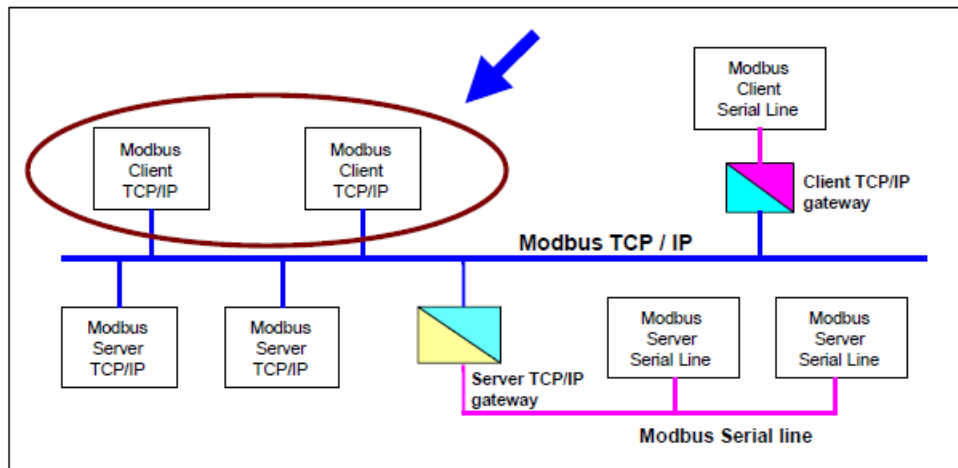 Modbus
Client
Serial Line
Modbus
Client
TCP/IP
Modbus
Client
TCP/IP
Client TCP/IP
gateway
Modbus TCP / IP
Modbus
Server
TCP/IP
Modbus
Server
TCP/IP
Modbus
Server
Serial Line
Modbus
Server
Serial Line
Server TCP/IP
gateway
Modbus Serial line